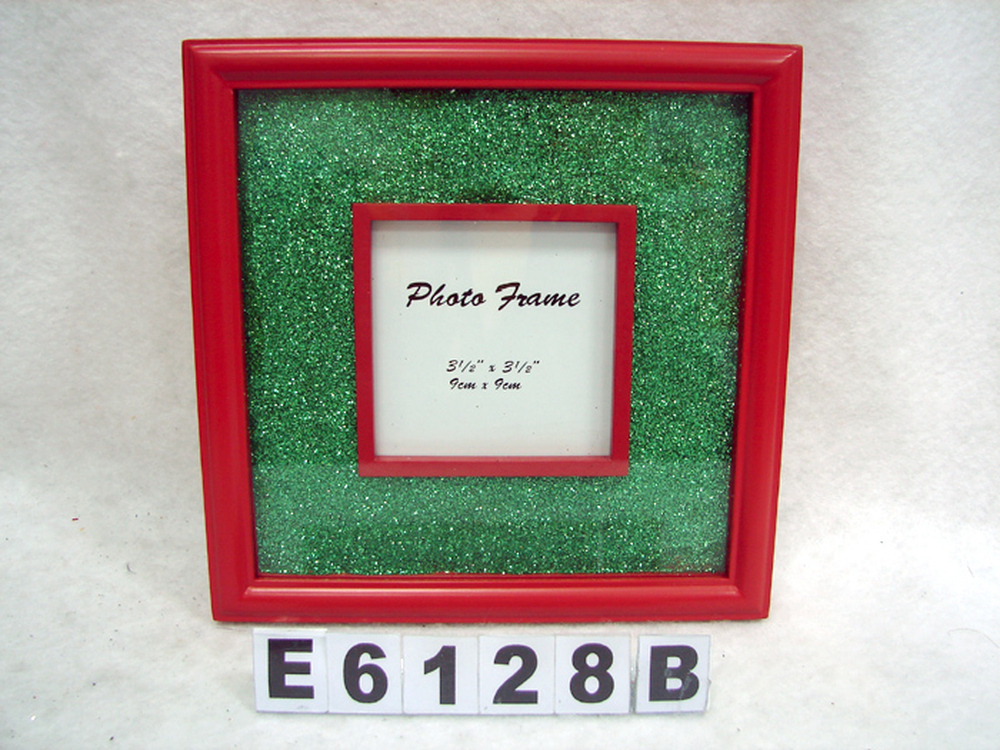 Photo Frame
3½" x 3½"
9cm x 9cm
E6128B